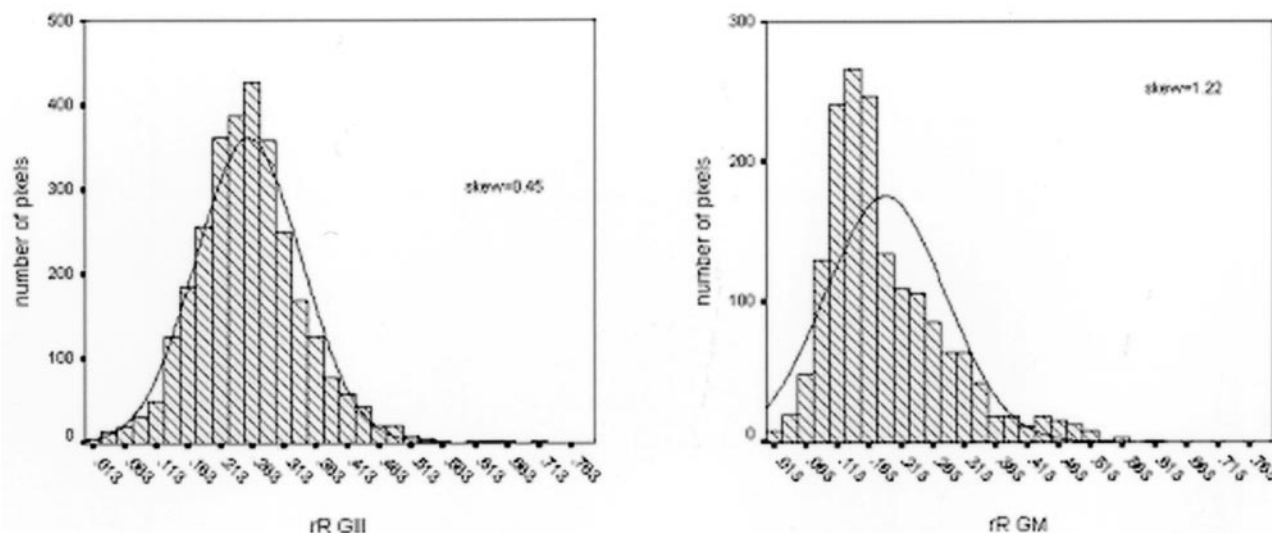 500
400
300
200
100
0
number of pixels
skew=0.45
.013 .063 .113 .163 .213 .263 .313 .363 .413 .463 .513 .563 .613 .663 .713 .763
rR GII
300
200
100
0
number of pixels
skew=1.22
.015 .065 .115 .165 .215 .265 .315 .365 .415 .465 .515 .565 .615 .665 .715 .765
rR GM